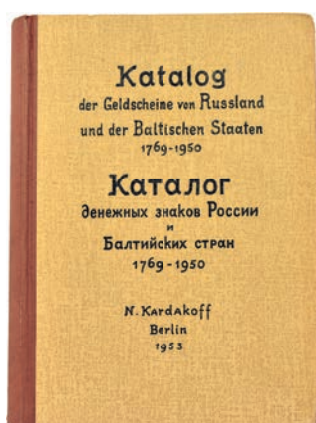 Katalog
der Geldscheine von Russland
und der Baltischen Staaten
1769-1950
Каталог
денежных знаков России
и
Балтийских стран
1769-1950
N. Kardakoff
Berlin
1953